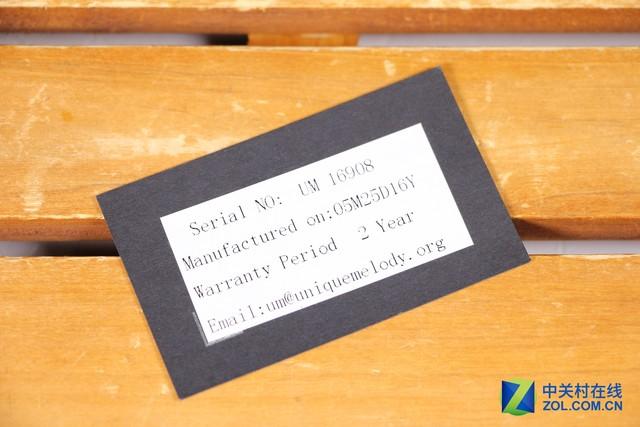 Serial NO: UM 16908
Manufactured on:05M25D16Y
Warranty Period 2 Year
Email:um@uniquemelody.org
中关村在线
ZOL.COM.CN